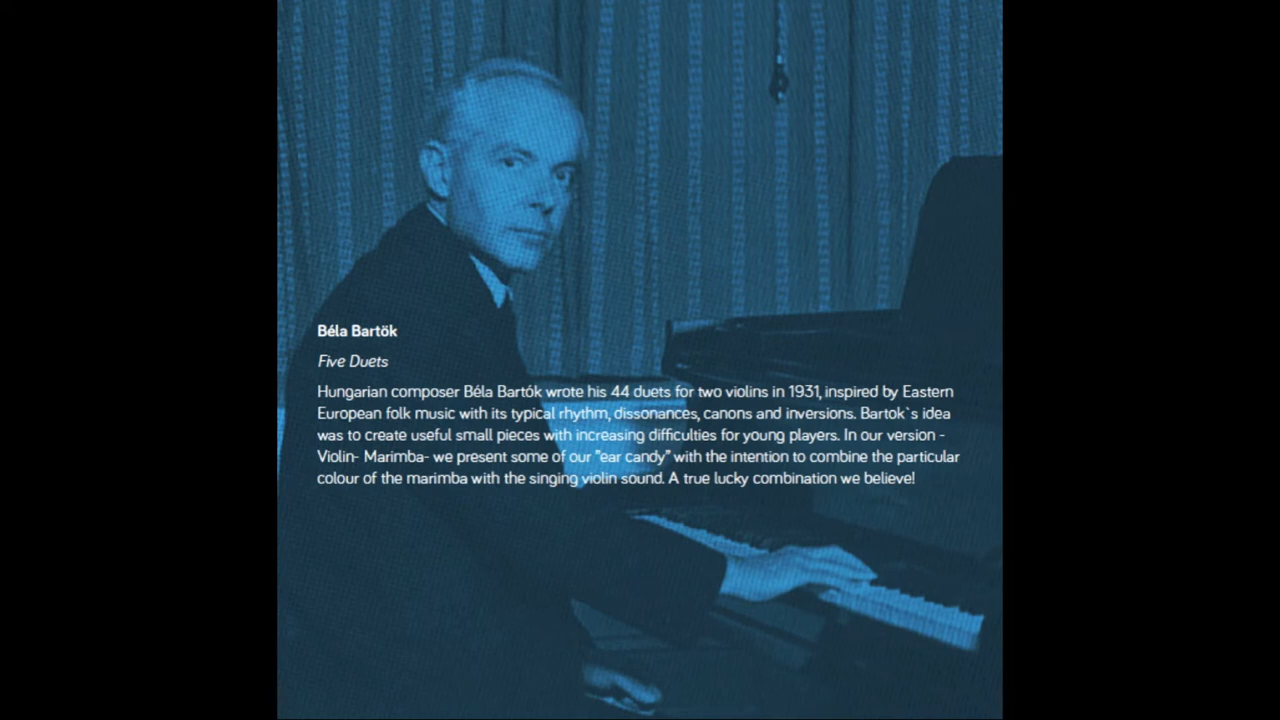 Béla Bartök
Five Duets
Hungarian composer Béla Bartók wrote his 44 duets for two violins in 1931, inspired by Eastern
European folk music with its typical rhythm, dissonances, canons and inversions. Bartok`s idea
was to create useful small pieces with increasing difficulties for young players. In our version -
Violin- Marimba- we present some of our "ear candy" with the intention to combine the particular
colour of the marimba with the singing violin sound. A true lucky combination we believe!